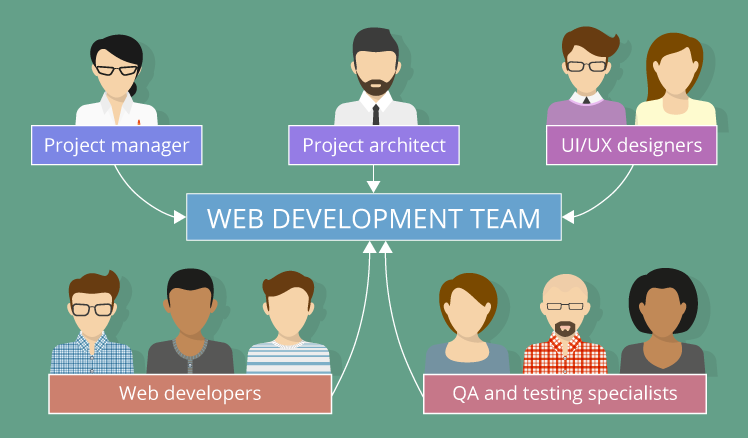 Project manager
Project architect
UI/UX designers
WEB DEVELOPMENT TEAM
Web developers
QA and testing specialists